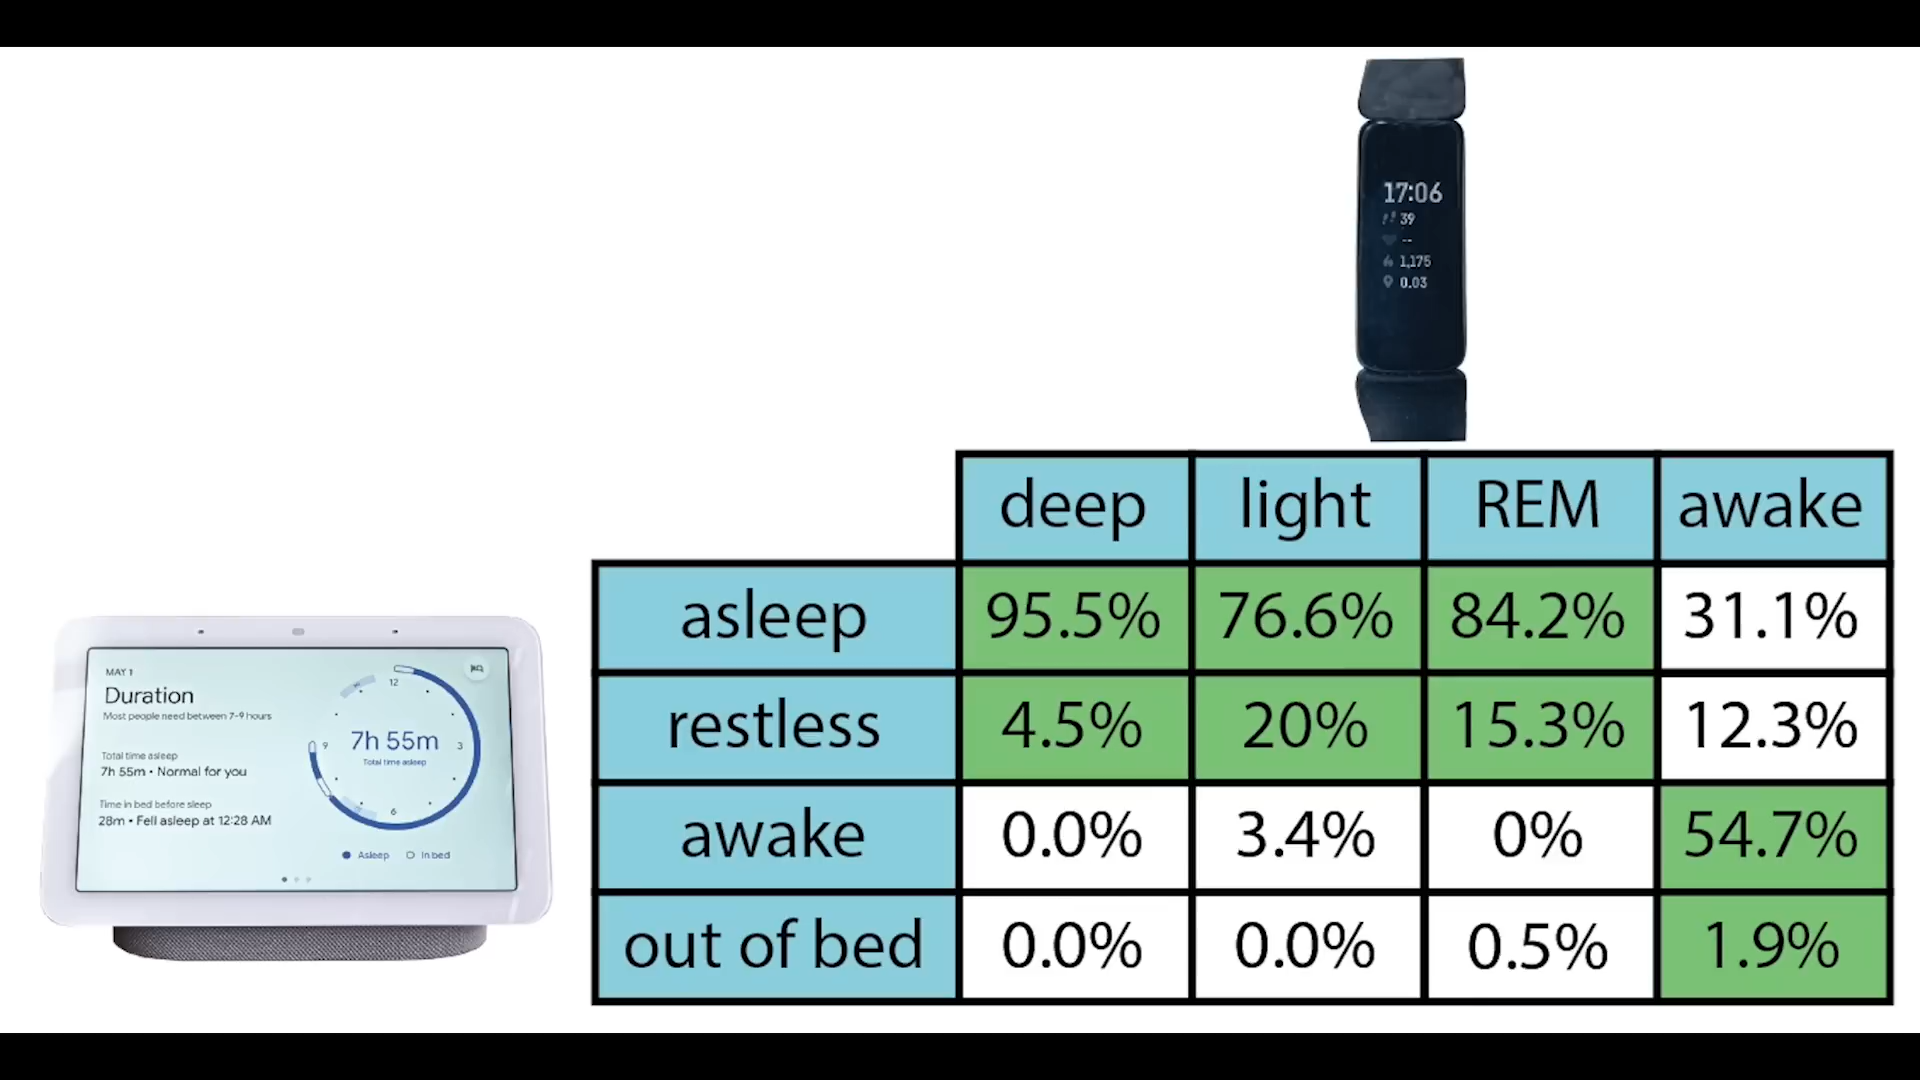 17:06
39
--
1,175
0.03
deep light REM awake
asleep 95.5% 76.6% 84.2% 31.1%
restless 4.5% 20% 15.3% 12.3%
awake 0.0% 3.4% 0% 54.7%
out of bed 0.0% 0.0% 0.5% 1.9%
MAY 1
Duration
Most people need between 7-9 hours
Total time asleep
7h 55m • Normal for you
Time in bed before sleep
28m • Fell asleep at 12:28 AM
12
3
6
9
7h 55m
Total time asleep
Asleep In bed